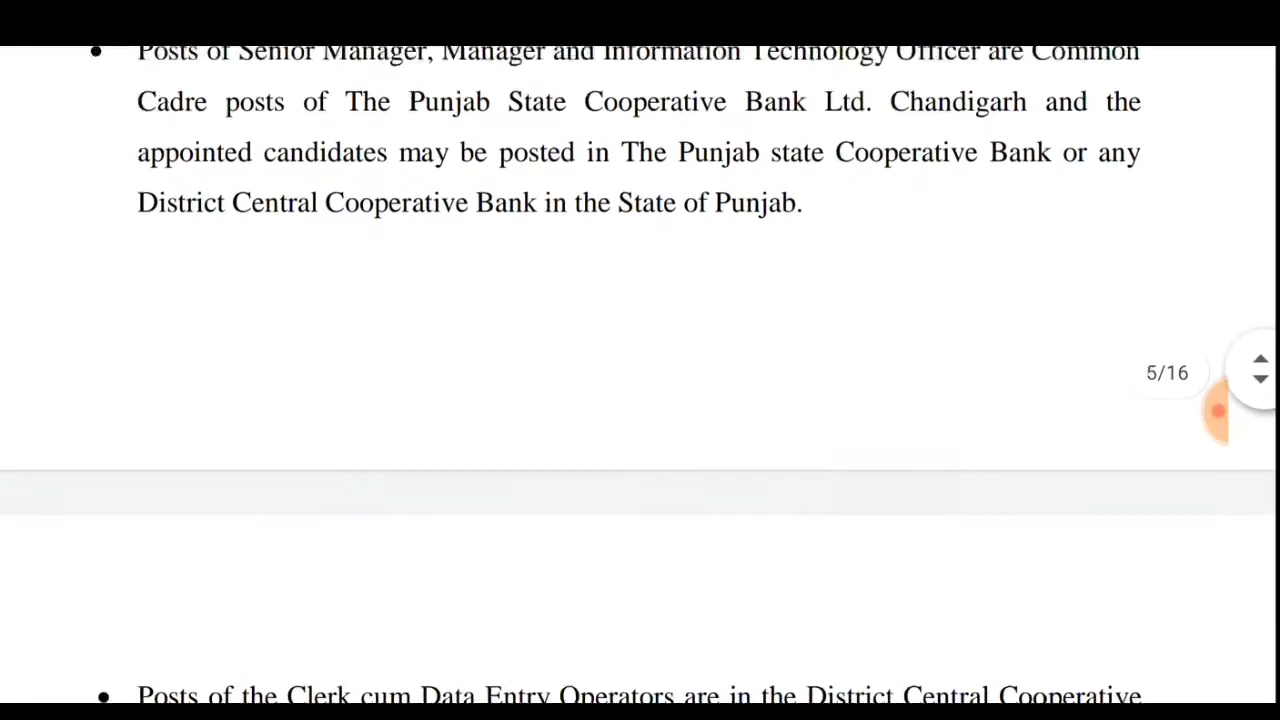 • Posts of Senior Manager, Manager and Information Technology Officer are Common
Cadre posts of The Punjab State Cooperative Bank Ltd. Chandigarh and the
appointed candidates may be posted in The Punjab state Cooperative Bank or any
District Central Cooperative Bank in the State of Punjab.
5/16
• Posts of the Clerk cum Data Entry Operators are in the District Central Cooperative